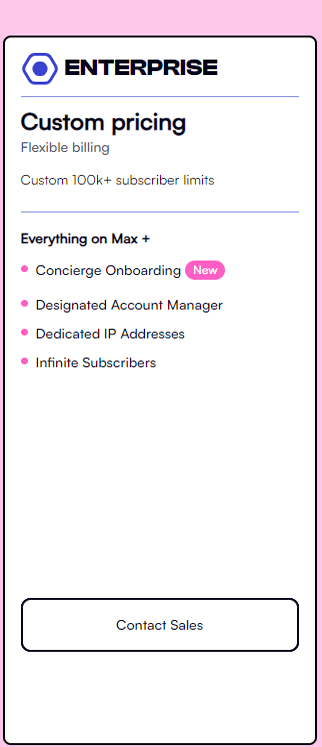 ENTERPRISE
Custom pricing
Flexible billing
Custom 100k+ subscriber limits
Everything on Max +
Concierge Onboarding New
Designated Account Manager
Dedicated IP Addresses
Infinite Subscribers
Contact Sales